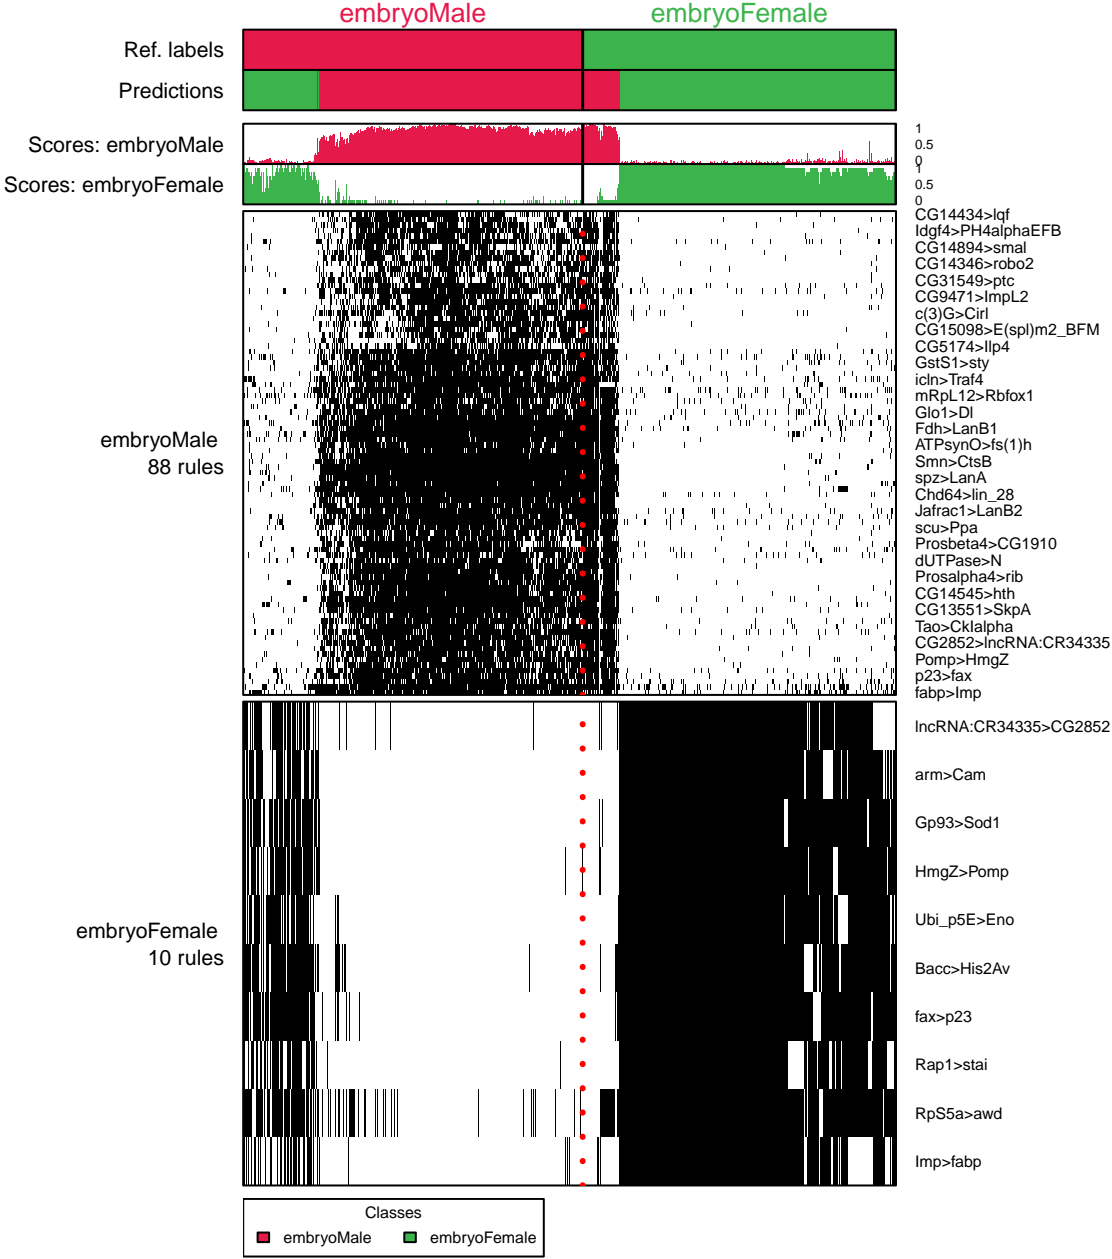 embryoMale embryoFemale
Ref. labels
Predictions
Scores: embryoMale
1
0.5
0
Scores: embryoFemale
1
0.5
0
embryoMale
88 rules
CG14434>lqf
Idgf4>PH4alphaEFB
CG14894>smal
CG14346>robo2
CG31549>ptc
CG9471>ImpL2
c(3)G>Cirl
CG15098>E(spl)m2_BFM
CG5174>Ilp4
GstS1>sty
icln>Traf4
mRpL12>Rbfox1
Glo1>Dl
Fdh>LanB1
ATPsynO>fs(1)h
Smn>CtsB
spz>LanA
Chd64>lin_28
Jafrac1>LanB2
scu>Ppa
Prosbeta4>CG1910
dUTPase>N
Prosalpha4>rib
CG14545>hth
CG13551>SkpA
Tao>CkIalpha
CG2852>lncRNA:CR34335
Pomp>HmgZ
p23>fax
fabp>Imp
embryoFemale
10 rules
lncRNA:CR34335>CG2852
arm>Cam
Gp93>Sod1
HmgZ>Pomp
Ubi_p5E>Eno
Bacc>His2Av
fax>p23
Rap1>stai
RpS5a>awd
Imp>fabp
Classes
embryoMale embryoFemale